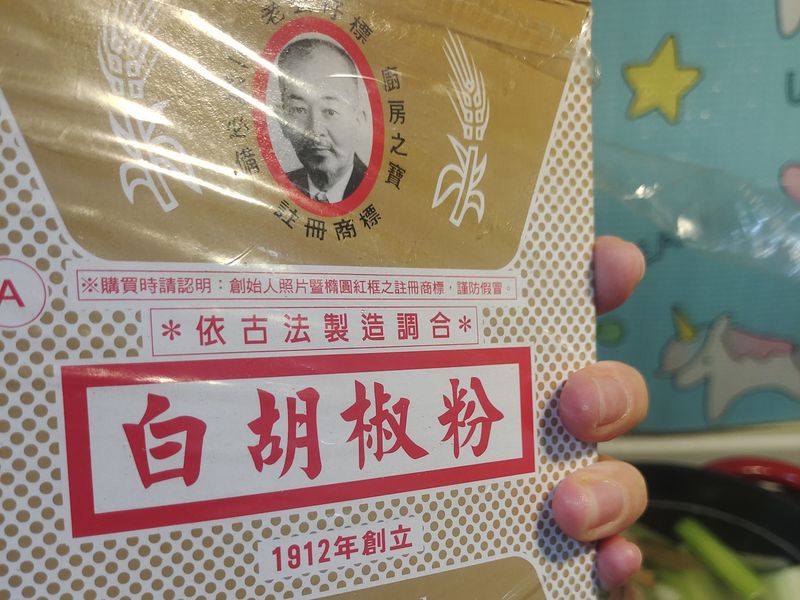 廚房之寶
必備
註冊商標
A
※購買時請認明：創始人照片暨橢圓紅框之註冊商標，謹防假冒。
＊依古法製造調合＊
白胡椒粉
1912年創立